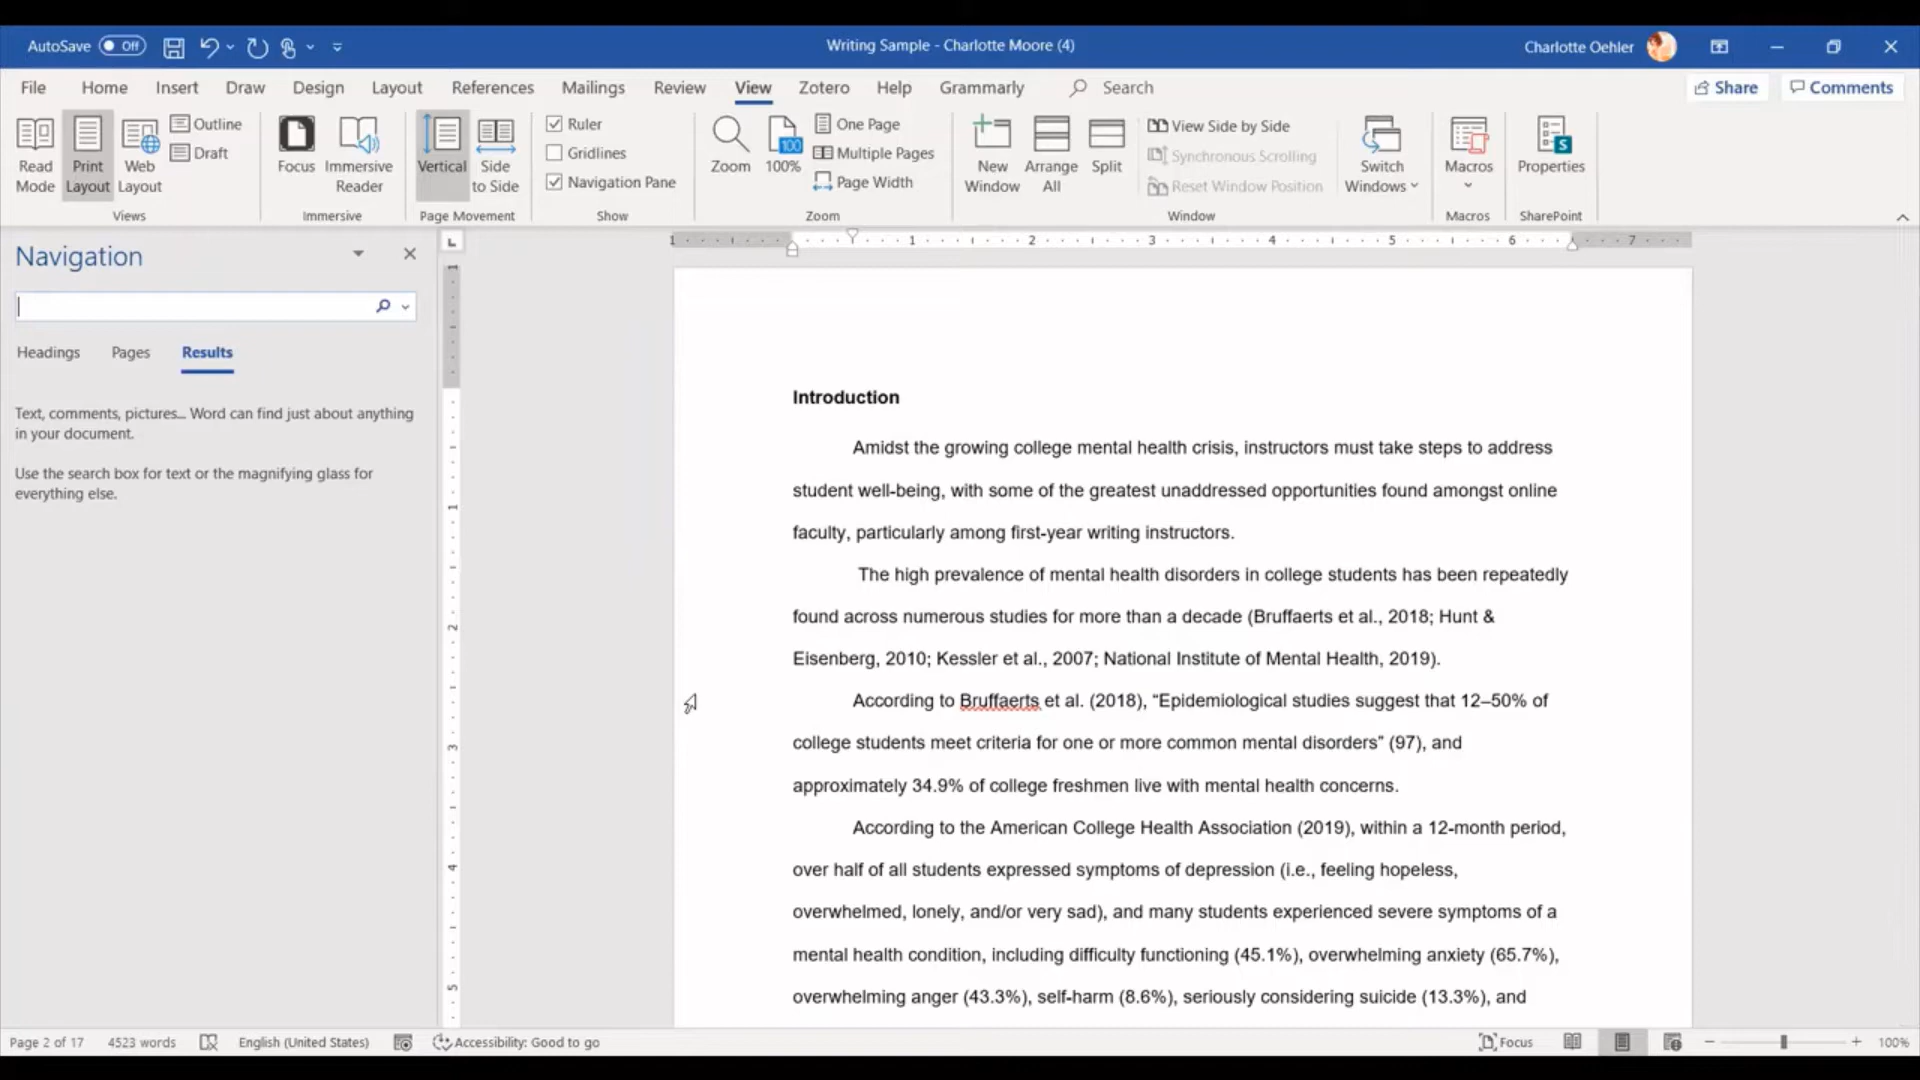 AutoSave Off Writing Sample - Charlotte Moore (4) Charlotte Oehler
File Home Insert Draw Design Layout References Mailings Review View Zotero Help Grammarly Search Share Comments
Read Mode
Print Layout
Web Layout
Outline
Draft
Views
Focus
Immersive Reader
Immersive
Vertical
Side to Side
Page Movement
Ruler
Gridlines
Navigation Pane
Show
Zoom
100
100%
One Page
Multiple Pages
Page Width
Zoom
New Window
Arrange All
Split
View Side by Side
Synchronous Scrolling
Reset Window Position
Switch Windows
Window
Macros
Macros
S
Properties
SharePoint
Navigation
Headings Pages Results
Text, comments, pictures... Word can find just about anything
in your document.
Use the search box for text or the magnifying glass for
everything else.
1 1 2 3 4 5 6 7
1
1
2
3
4
5
Introduction
Amidst the growing college mental health crisis, instructors must take steps to address
student well-being, with some of the greatest unaddressed opportunities found amongst online
faculty, particularly among first-year writing instructors.
The high prevalence of mental health disorders in college students has been repeatedly
found across numerous studies for more than a decade (Bruffaerts et al., 2018; Hunt &
Eisenberg, 2010; Kessler et al., 2007; National Institute of Mental Health, 2019).
According to Bruffaerts et al. (2018), “Epidemiological studies suggest that 12–50% of
college students meet criteria for one or more common mental disorders” (97), and
approximately 34.9% of college freshmen live with mental health concerns.
According to the American College Health Association (2019), within a 12-month period,
over half of all students expressed symptoms of depression (i.e., feeling hopeless,
overwhelmed, lonely, and/or very sad), and many students experienced severe symptoms of a
mental health condition, including difficulty functioning (45.1%), overwhelming anxiety (65.7%),
overwhelming anger (43.3%), self-harm (8.6%), seriously considering suicide (13.3%), and
Page 2 of 17 4523 words English (United States) Accessibility: Good to go Focus 100%